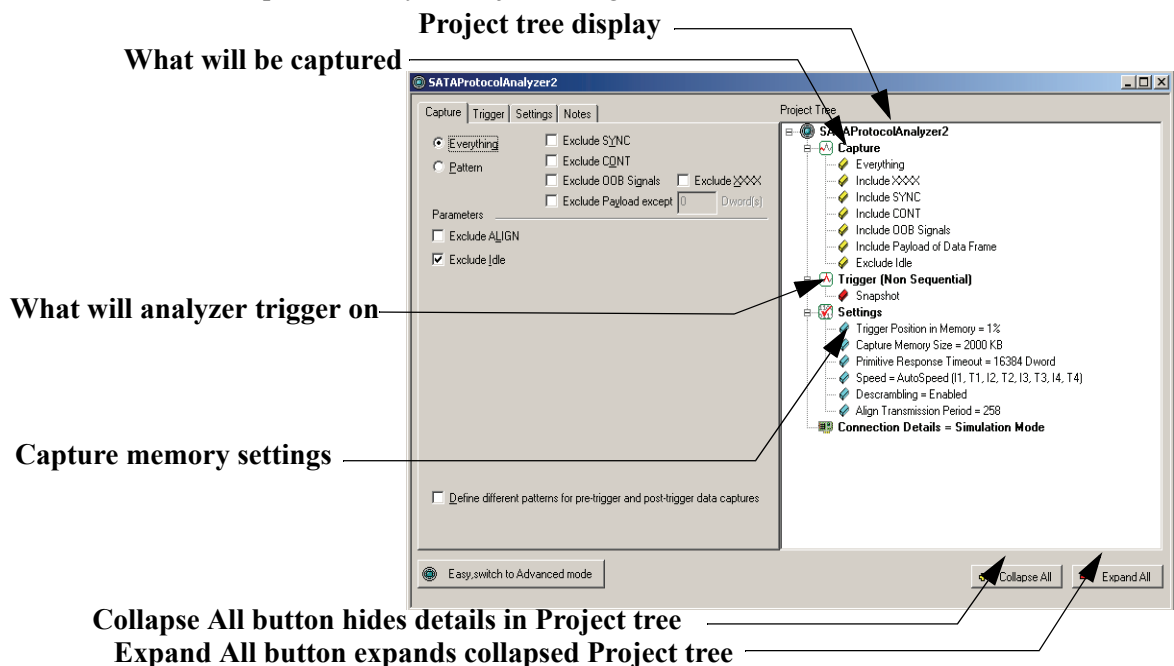 Project tree display
What will be captured
SATAProtocolAnalyzer2
Capture Trigger Settings Notes
Everything
Pattern
Exclude SYNC
Exclude CONT
Exclude OOB Signals Exclude XXXX
Exclude Payload except 0 Dword(s)
Parameters
Exclude ALIGN
Exclude Idle
Define different patterns for pre-trigger and post-trigger data captures
Easy,switch to Advanced mode
Project Tree
SATAProtocolAnalyzer2
Capture
Everything
Include XXXX
Include SYNC
Include CONT
Include OOB Signals
Include Payload of Data Frame
Exclude Idle
Trigger (Non Sequential)
Snapshot
Settings
Trigger Position in Memory = 1%
Capture Memory Size = 2000 KB
Primitive Response Timeout = 16384 Dword
Speed = AutoSpeed (I1, T1, I2, T2, I3, T3, I4, T4)
Descrambling = Enabled
Align Transmission Period = 258
Connection Details = Simulation Mode
Collapse All Expand All
What will analyzer trigger on
Capture memory settings
Collapse All button hides details in Project tree
Expand All button expands collapsed Project tree